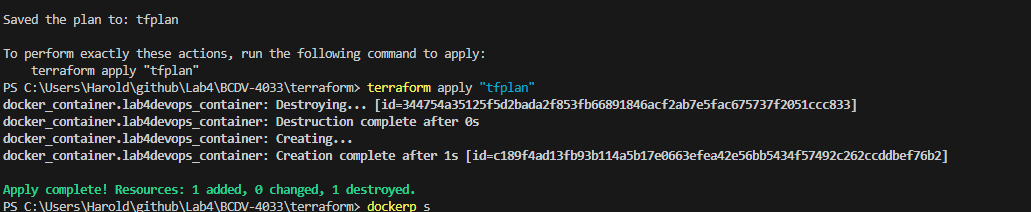 Saved the plan to: tfplan
To perform exactly these actions, run the following command to apply:
terraform apply "tfplan"
PS C:\Users\Harold\github\Lab4\BCDV-4033\terraform> terraform apply "tfplan"
docker_container.lab4devops_container: Destroying... [id=344754a35125f5d2bada2f853fb66891846acf2ab7e5fac675737f2051ccc833]
docker_container.lab4devops_container: Destruction complete after 0s
docker_container.lab4devops_container: Creating...
docker_container.lab4devops_container: Creation complete after 1s [id=c189f4ad13fb93b114a5b17e0663efea42e56bb5434f57492c262ccddbef76b2]
Apply complete! Resources: 1 added, 0 changed, 1 destroyed.
PS C:\Users\Harold\github\Lab4\BCDV-4033\terraform> dockerp s